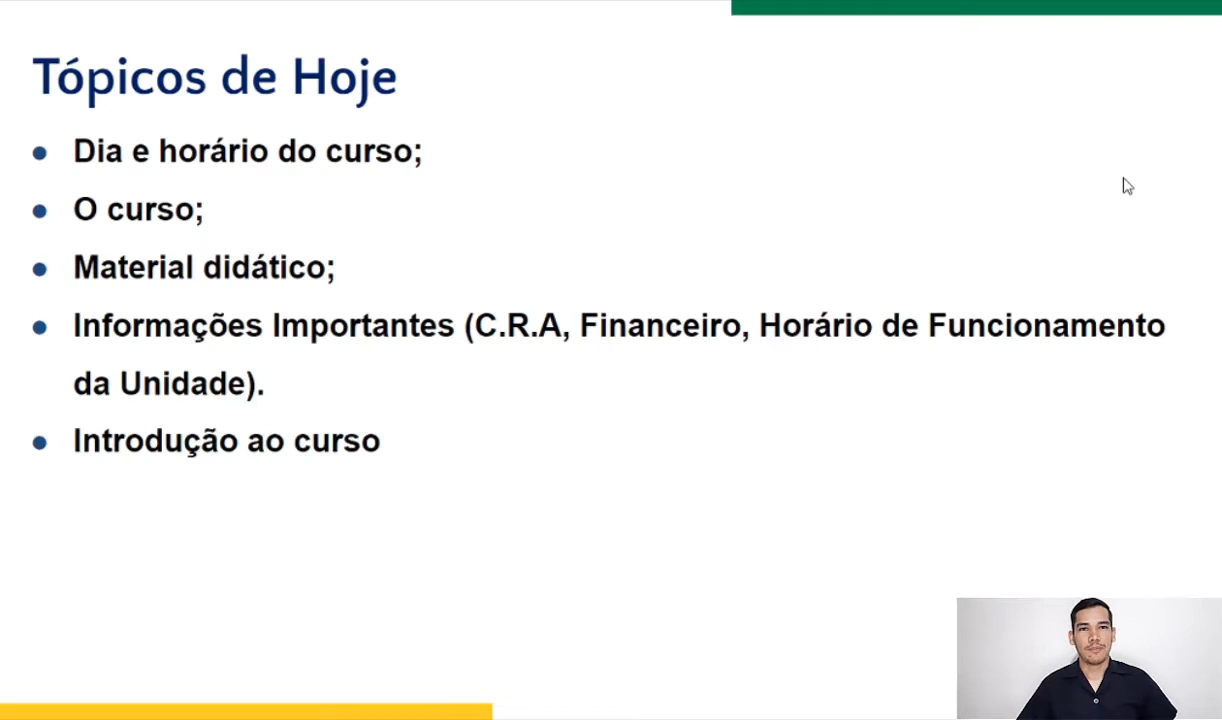 Tópicos de Hoje
Dia e horário do curso;
O curso;
Material didático;
Informações Importantes (C.R.A, Financeiro, Horário de Funcionamento
da Unidade).
Introdução ao curso